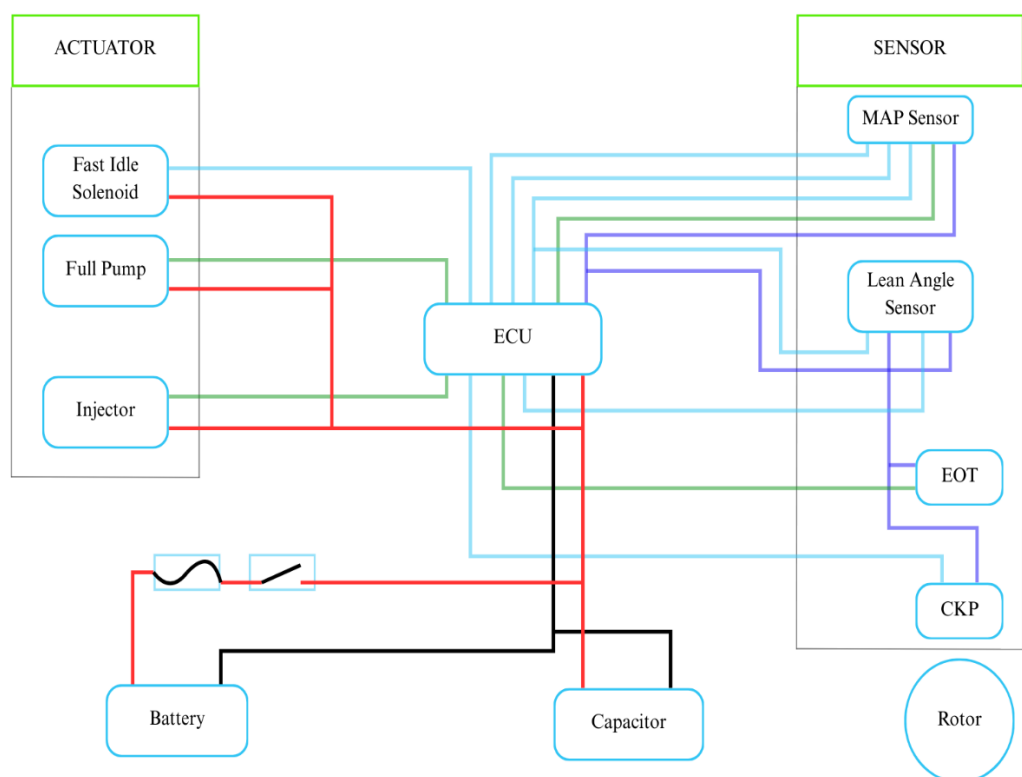 ACTUATOR
SENSOR
MAP Sensor
Fast Idle
Solenoid
Full Pump
Lean Angle
Sensor
ECU
Injector
EOT
CKP
Battery
Capacitor
Rotor